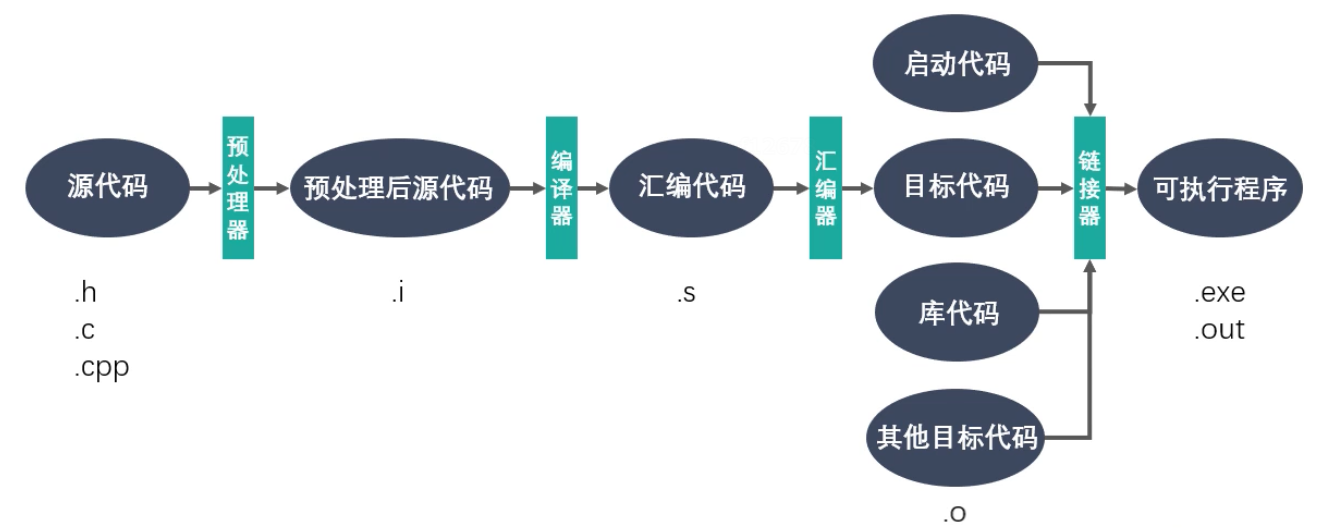 启动代码
源代码
预处理器
预处理后源代码
编译器
汇编代码
汇编器
目标代码
链接器
可执行程序
.h
.c
.cpp
.i
.s
库代码
.exe
.out
其他目标代码
.o